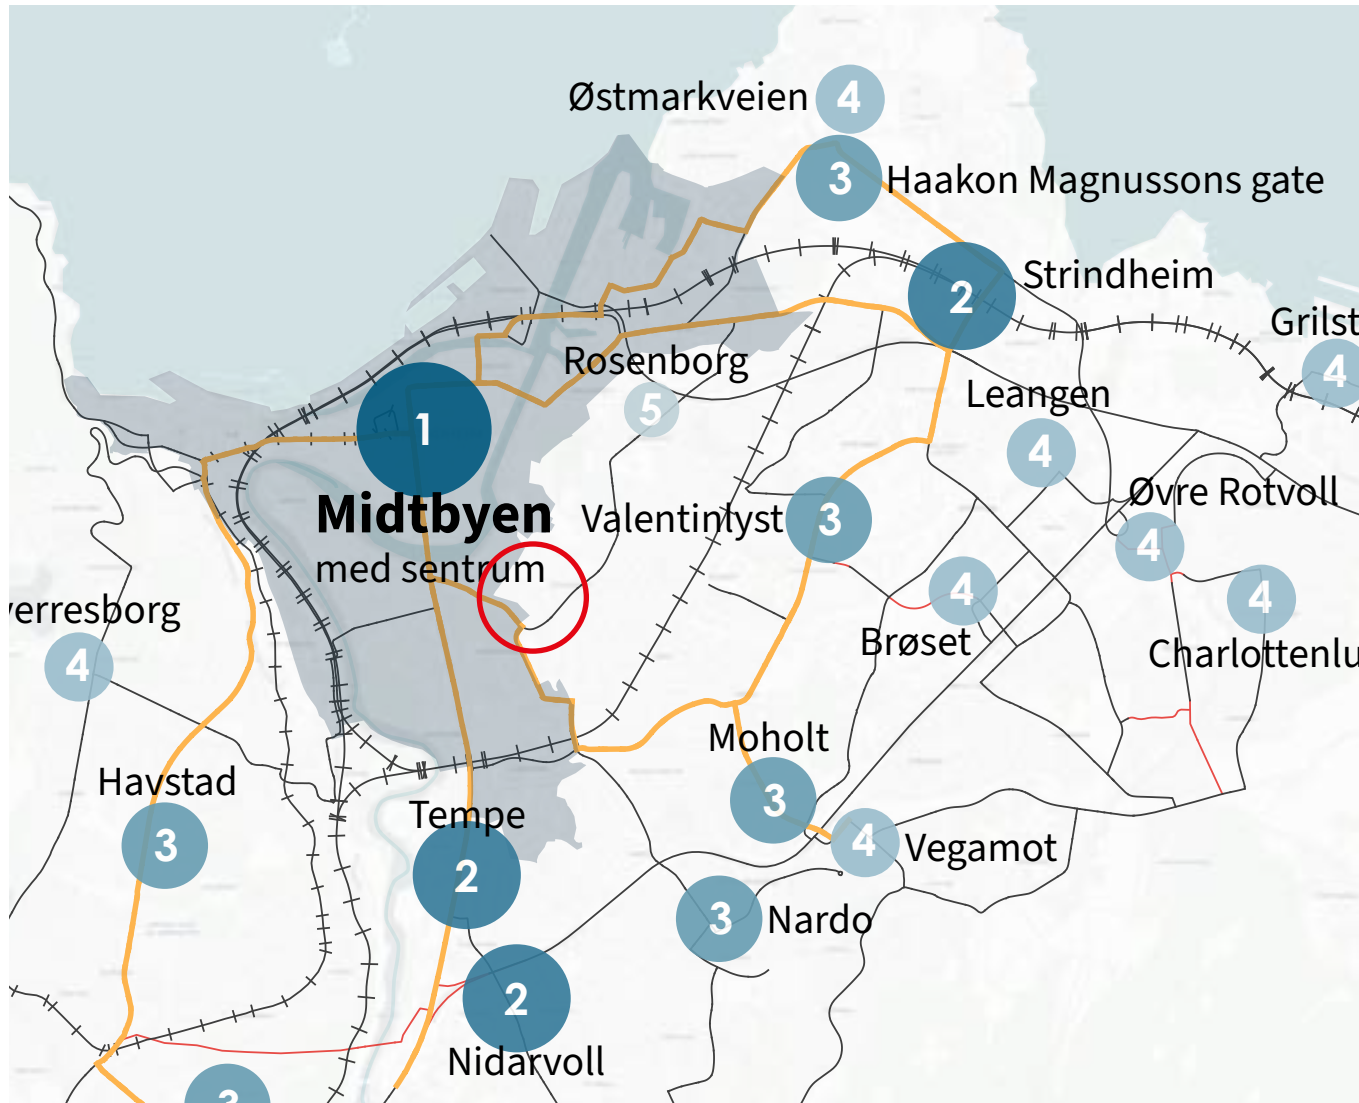 Østmarkveien 4
3 Haakon Magnussons gate
2 Strindheim
Grilst
4
Rosenborg
5
Leangen
4
1
Midtbyen
med sentrum
Valentinlyst 3
Øvre Rotvoll
4
4
Brøset
4
Charlottenlu
verresborg
4
Moholt
3
Havstad
3
Tempe
2
4 Vegamot
3 Nardo
2
Nidarvoll
3